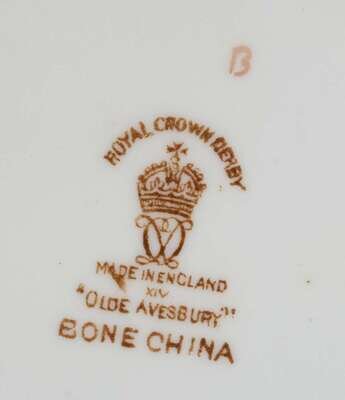 B
ROYAL CROWN DERBY
MADE IN ENGLAND
XIV
"OLDE AVESBURY"
BONE CHINA